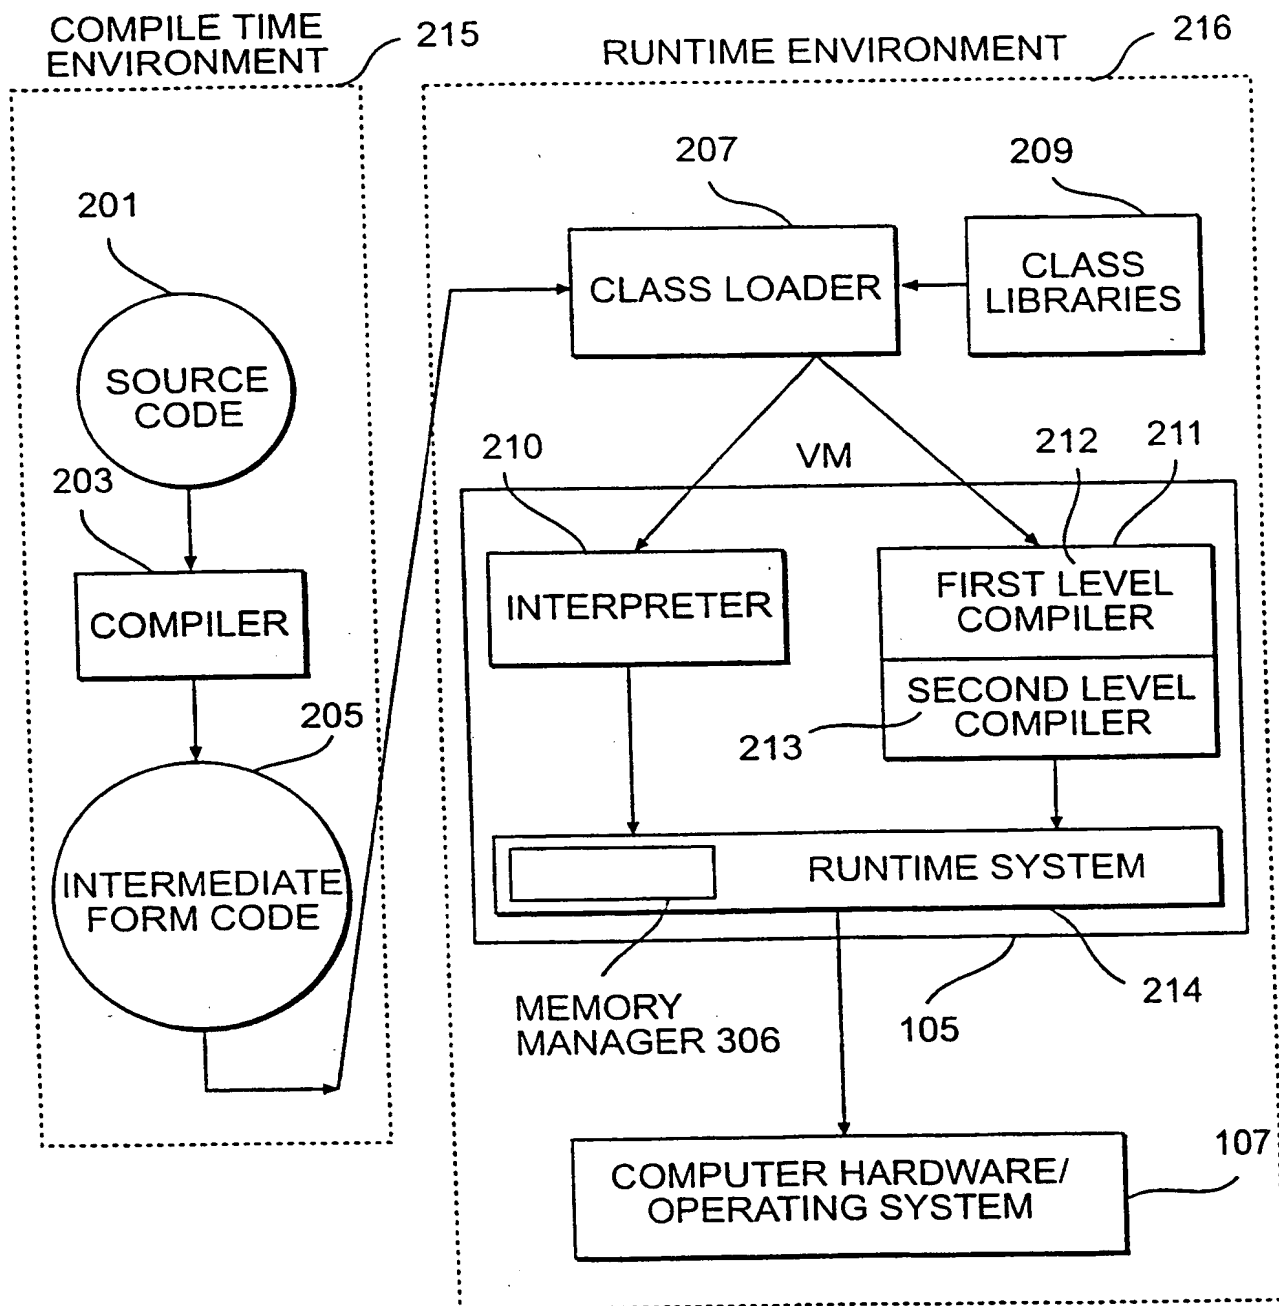 COMPILE TIME
ENVIRONMENT
215
201
SOURCE
CODE
203
COMPILER
205
INTERMEDIATE
FORM CODE
RUNTIME ENVIRONMENT
216
207
209
CLASS LOADER
CLASS
LIBRARIES
210
VM
212
211
INTERPRETER
FIRST LEVEL
COMPILER
SECOND LEVEL
COMPILER
213
RUNTIME SYSTEM
MEMORY
MANAGER 306
105
214
COMPUTER HARDWARE/
OPERATING SYSTEM
107